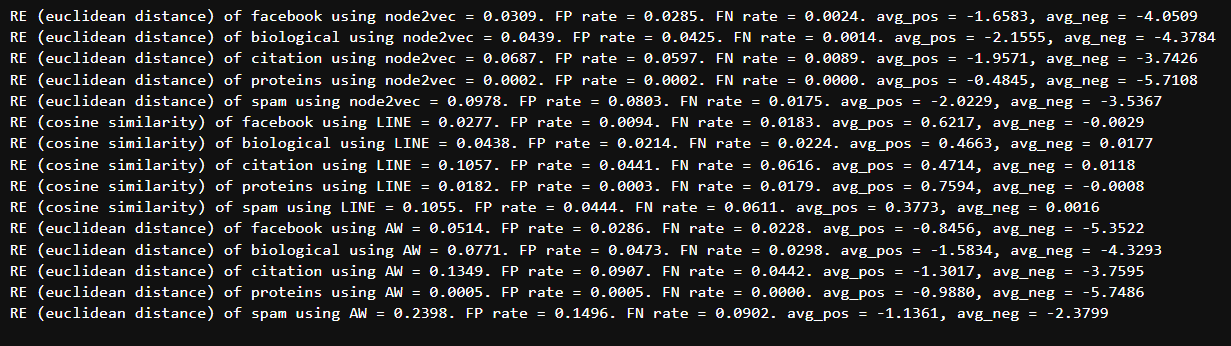 RE (euclidean distance) of facebook using node2vec = 0.0309. FP rate = 0.0285. FN rate = 0.0024. avg_pos = -1.6583, avg_neg = -4.0509
RE (euclidean distance) of biological using node2vec = 0.0439. FP rate = 0.0425. FN rate = 0.0014. avg_pos = -2.1555, avg_neg = -4.3784
RE (euclidean distance) of citation using node2vec = 0.0687. FP rate = 0.0597. FN rate = 0.0089. avg_pos = -1.9571, avg_neg = -3.7426
RE (euclidean distance) of proteins using node2vec = 0.0002. FP rate = 0.0002. FN rate = 0.0000. avg_pos = -0.4845, avg_neg = -5.7108
RE (euclidean distance) of spam using node2vec = 0.0978. FP rate = 0.0803. FN rate = 0.0175. avg_pos = -2.0229, avg_neg = -3.5367
RE (cosine similarity) of facebook using LINE = 0.0277. FP rate = 0.0094. FN rate = 0.0183. avg_pos = 0.6217, avg_neg = -0.0029
RE (cosine similarity) of biological using LINE = 0.0438. FP rate = 0.0214. FN rate = 0.0224. avg_pos = 0.4663, avg_neg = 0.0177
RE (cosine similarity) of citation using LINE = 0.1057. FP rate = 0.0441. FN rate = 0.0616. avg_pos = 0.4714, avg_neg = 0.0118
RE (cosine similarity) of proteins using LINE = 0.0182. FP rate = 0.0003. FN rate = 0.0179. avg_pos = 0.7594, avg_neg = -0.0008
RE (cosine similarity) of spam using LINE = 0.1055. FP rate = 0.0444. FN rate = 0.0611. avg_pos = 0.3773, avg_neg = 0.0016
RE (euclidean distance) of facebook using AW = 0.0514. FP rate = 0.0286. FN rate = 0.0228. avg_pos = -0.8456, avg_neg = -5.3522
RE (euclidean distance) of biological using AW = 0.0771. FP rate = 0.0473. FN rate = 0.0298. avg_pos = -1.5834, avg_neg = -4.3293
RE (euclidean distance) of citation using AW = 0.1349. FP rate = 0.0907. FN rate = 0.0442. avg_pos = -1.3017, avg_neg = -3.7595
RE (euclidean distance) of proteins using AW = 0.0005. FP rate = 0.0005. FN rate = 0.0000. avg_pos = -0.9880, avg_neg = -5.7486
RE (euclidean distance) of spam using AW = 0.2398. FP rate = 0.1496. FN rate = 0.0902. avg_pos = -1.1361, avg_neg = -2.3799